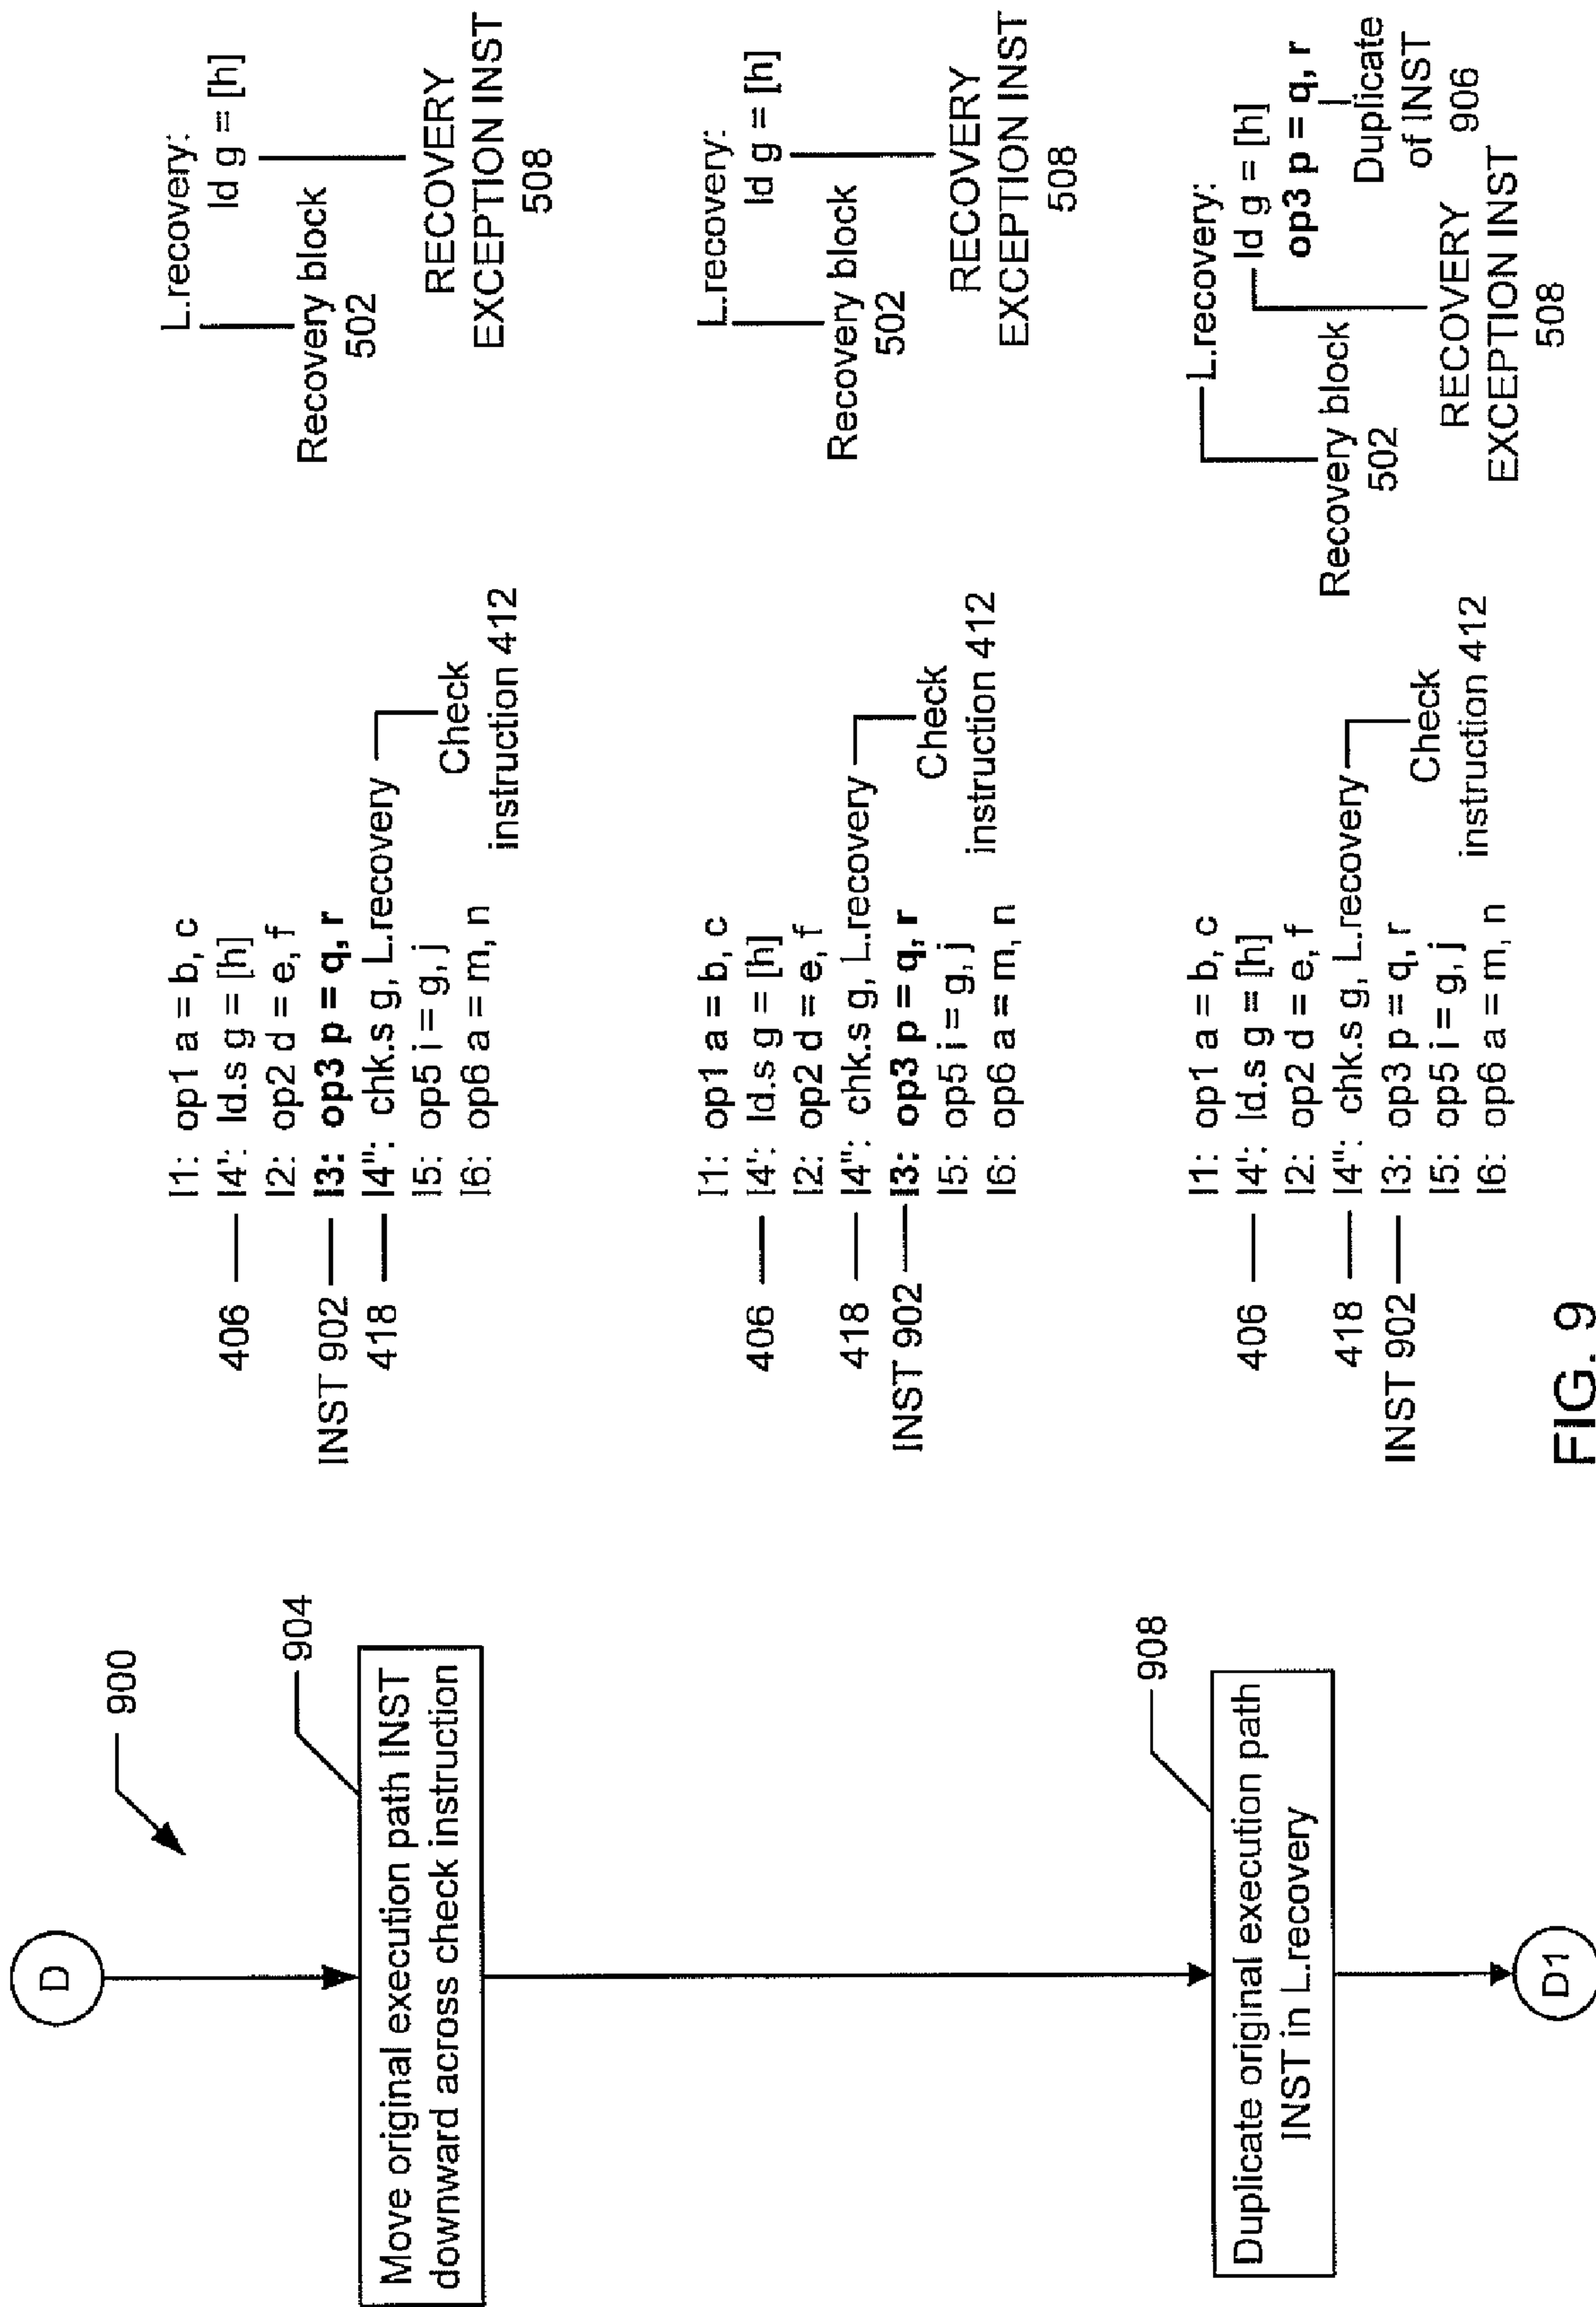 D
900
904
Move original execution path INST
downward across check instruction
908
Duplicate original execution path
INST in L.recovery
D1
I1: op1 a = b, c
406 I4': ld.s g = [h]
I2: op2 d = e, f
INST 902 I3: op3 p = q, r
418 I4": chk.s g, L.recovery
I5: op5 i = g, j
I6: op6 a = m, n
Check
instruction 412
L.recovery:
ld g = [h]
Recovery block
502
RECOVERY
EXCEPTION INST
508
I1: op1 a = b, c
406 I4': ld.s g = [h]
I2: op2 d = e, f
418 I4": chk.s g, L.recovery
INST 902 I3: op3 p = q, r
I5: op5 i = g, j
I6: op6 a = m, n
Check
instruction 412
L.recovery:
ld g = [h]
Recovery block
502
RECOVERY
EXCEPTION INST
508
I1: op1 a = b, c
406 I4': ld.s g = [h]
I2: op2 d = e, f
418 I4": chk.s g, L.recovery
INST 902 I3: op3 p = q, r
I5: op5 i = g, j
I6: op6 a = m, n
Check
instruction 412
L.recovery:
ld g = [h]
op3 p = q, r
Duplicate
of INST
906
Recovery block
502
RECOVERY
EXCEPTION INST
508
FIG. 9